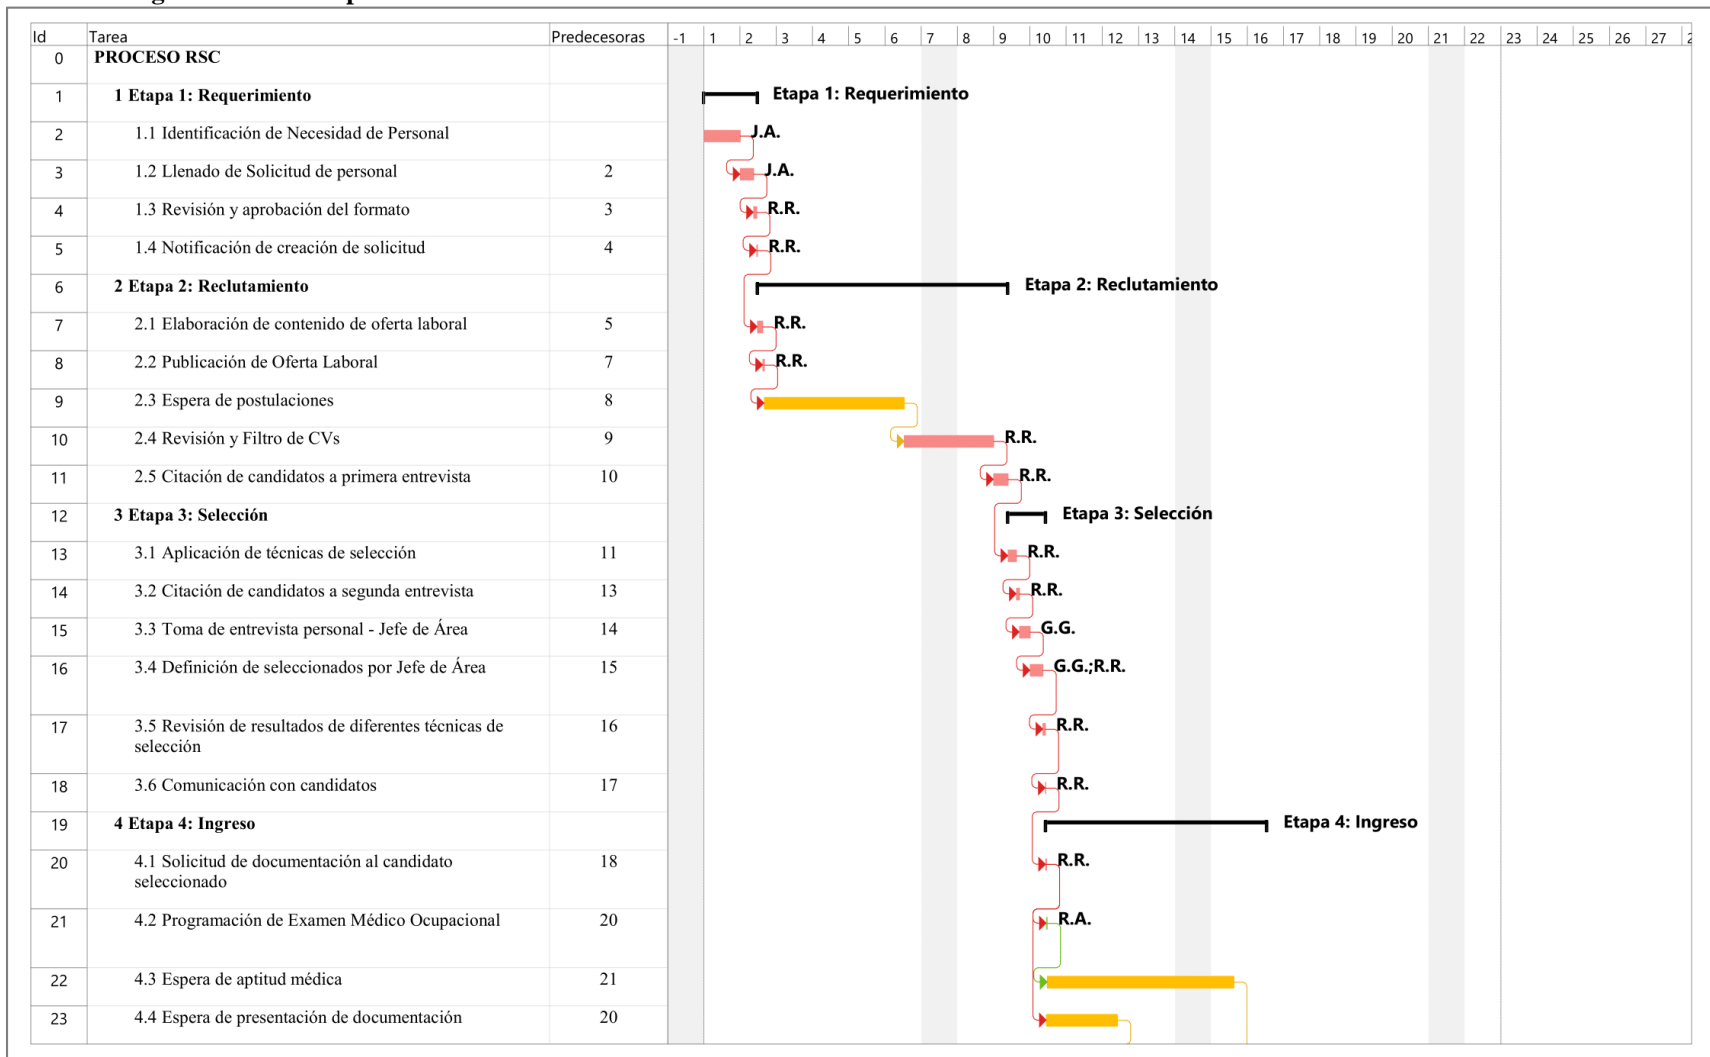 Id Tarea Predecesoras -1 1 2 3 4 5 6 7 8 9 10 11 12 13 14 15 16 17 18 19 20 21 22 23 24 25 26 27
0 PROCESO RSC
1 1 Etapa 1: Requerimiento Etapa 1: Requerimiento
2 1.1 Identificación de Necesidad de Personal J.A.
3 1.2 Llenado de Solicitud de personal 2 J.A.
4 1.3 Revisión y aprobación del formato 3 R.R.
5 1.4 Notificación de creación de solicitud 4 R.R.
6 2 Etapa 2: Reclutamiento Etapa 2: Reclutamiento
7 2.1 Elaboración de contenido de oferta laboral 5 R.R.
8 2.2 Publicación de Oferta Laboral 7 R.R.
9 2.3 Espera de postulaciones 8
10 2.4 Revisión y Filtro de CVs 9 R.R.
11 2.5 Citación de candidatos a primera entrevista 10 R.R.
12 3 Etapa 3: Selección Etapa 3: Selección
13 3.1 Aplicación de técnicas de selección 11 R.R.
14 3.2 Citación de candidatos a segunda entrevista 13 R.R.
15 3.3 Toma de entrevista personal - Jefe de Área 14 G.G.
16 3.4 Definición de seleccionados por Jefe de Área 15 G.G.;R.R.
17 3.5 Revisión de resultados de diferentes técnicas de 16 R.R.
selección
18 3.6 Comunicación con candidatos 17 R.R.
19 4 Etapa 4: Ingreso Etapa 4: Ingreso
20 4.1 Solicitud de documentación al candidato 18 R.R.
seleccionado
21 4.2 Programación de Examen Médico Ocupacional 20 R.A.
22 4.3 Espera de aptitud médica 21
23 4.4 Espera de presentación de documentación 20